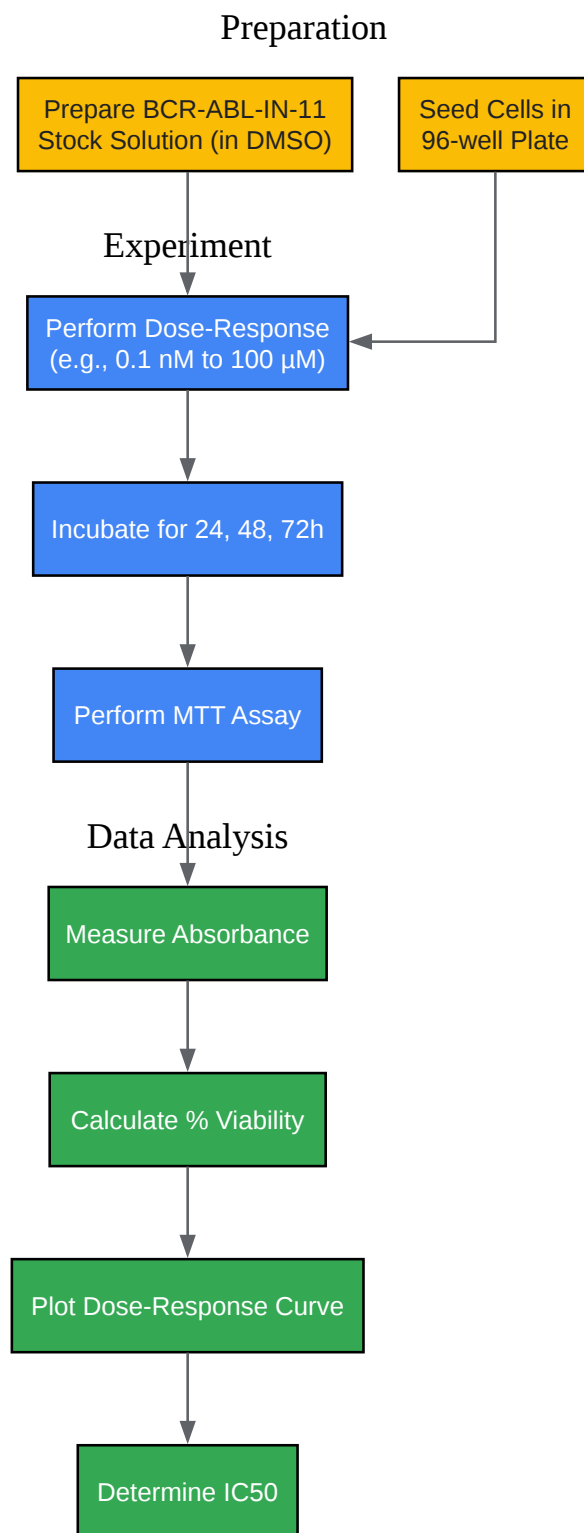 Preparation
Prepare BCR-ABL-IN-11
Stock Solution (in DMSO)
Seed Cells in
96-well Plate
Experiment
Perform Dose-Response
(e.g., 0.1 nM to 100 µM)
Incubate for 24, 48, 72h
Perform MTT Assay
Data Analysis
Measure Absorbance
Calculate % Viability
Plot Dose-Response Curve
Determine IC50